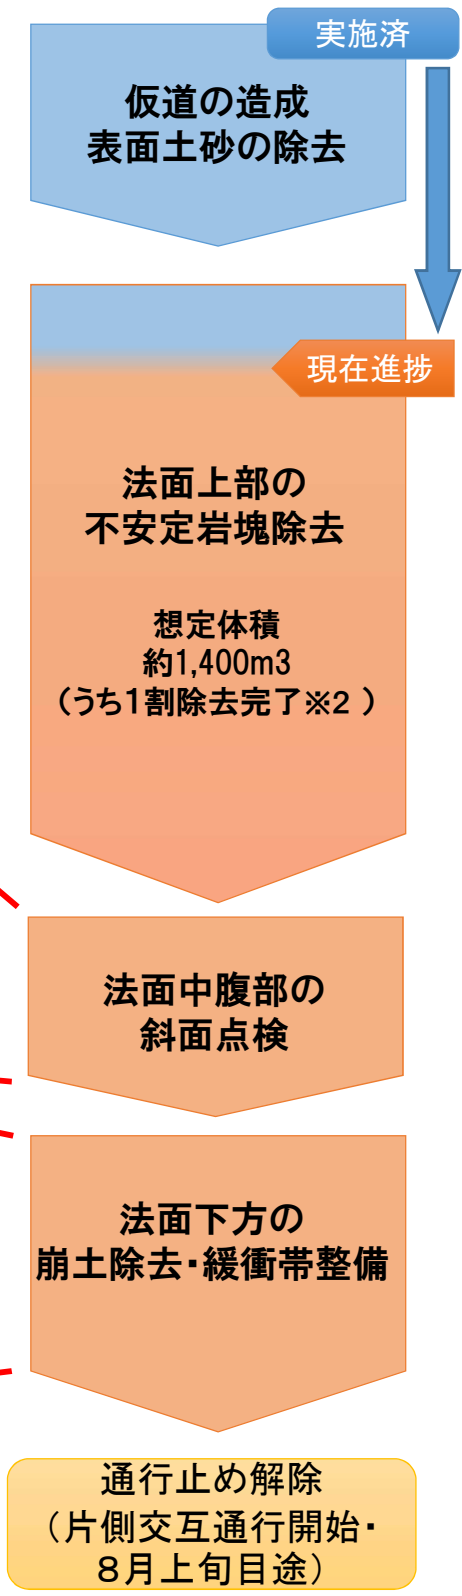 実施済
仮道の造成
表面土砂の除去
現在進捗
法面上部の
不安定岩塊除去
想定体積
約1,400m3
（うち1割除去完了※2 ）
法面中腹部の
斜面点検
法面下方の
崩土除去・緩衝帯整備
通行止め解除
（片側交互通行開始・
８月上旬目途）